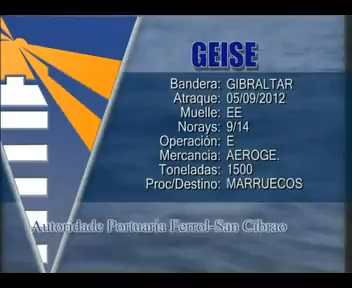 GEISE
Bandera: GIBRALTAR
Atraque: 05/09/2012
Muelle: EE
Norays: 9/14
Operación: E
Mercancia: AEROGE.
Toneladas: 1500
Proc/Destino: MARRUECOS
Autoridade Portuaria Ferrol-San Cibrao